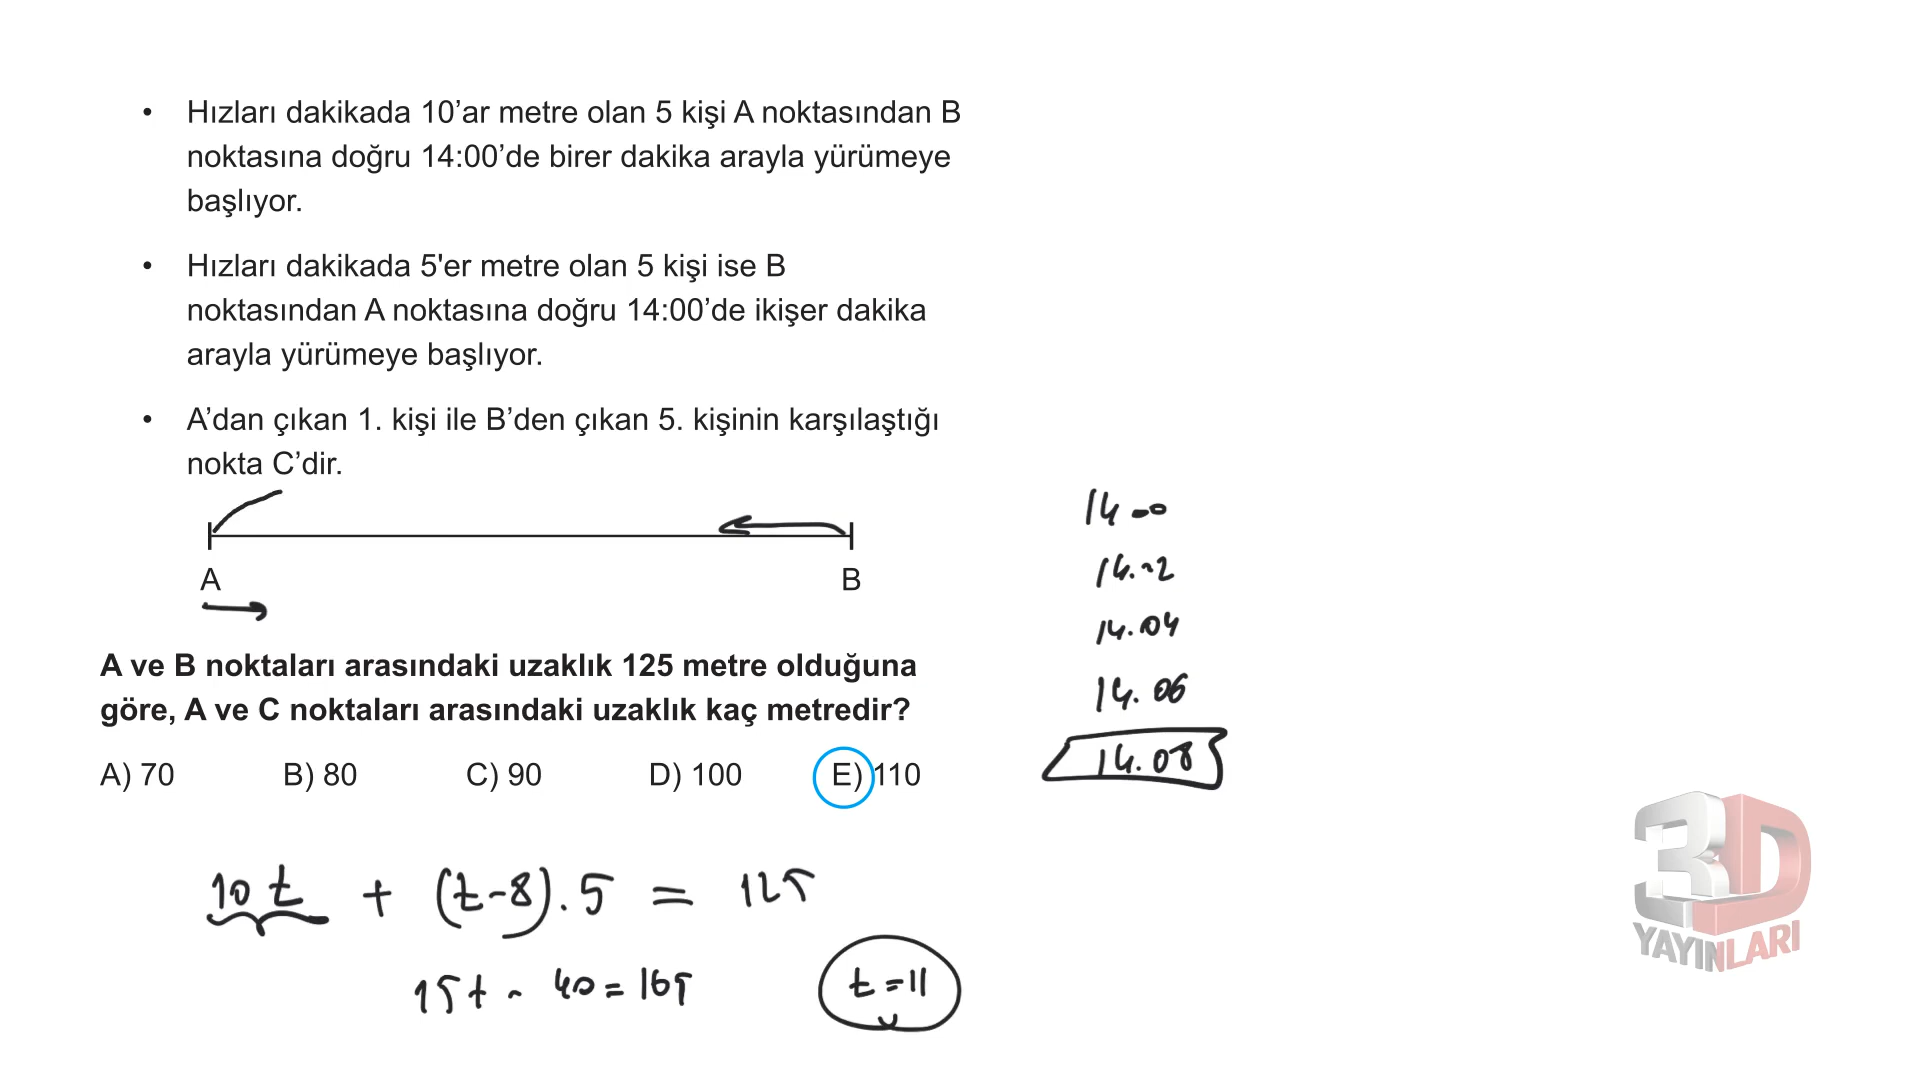 • Hızları dakikada 10’ar metre olan 5 kişi A noktasından B
noktasına doğru 14:00’de birer dakika arayla yürümeye
başlıyor.
• Hızları dakikada 5'er metre olan 5 kişi ise B
noktasından A noktasına doğru 14:00’de ikişer dakika
arayla yürümeye başlıyor.
• A’dan çıkan 1. kişi ile B’den çıkan 5. kişinin karşılaştığı
nokta C’dir.
A B
A ve B noktaları arasındaki uzaklık 125 metre olduğuna
göre, A ve C noktaları arasındaki uzaklık kaç metredir?
A) 70 B) 80 C) 90 D) 100 E) 110
14.00
14.02
14.04
14.06
14.08
10t + (t-8).5 = 125
15t - 40 = 165
t = 11
3D
YAYINLARI